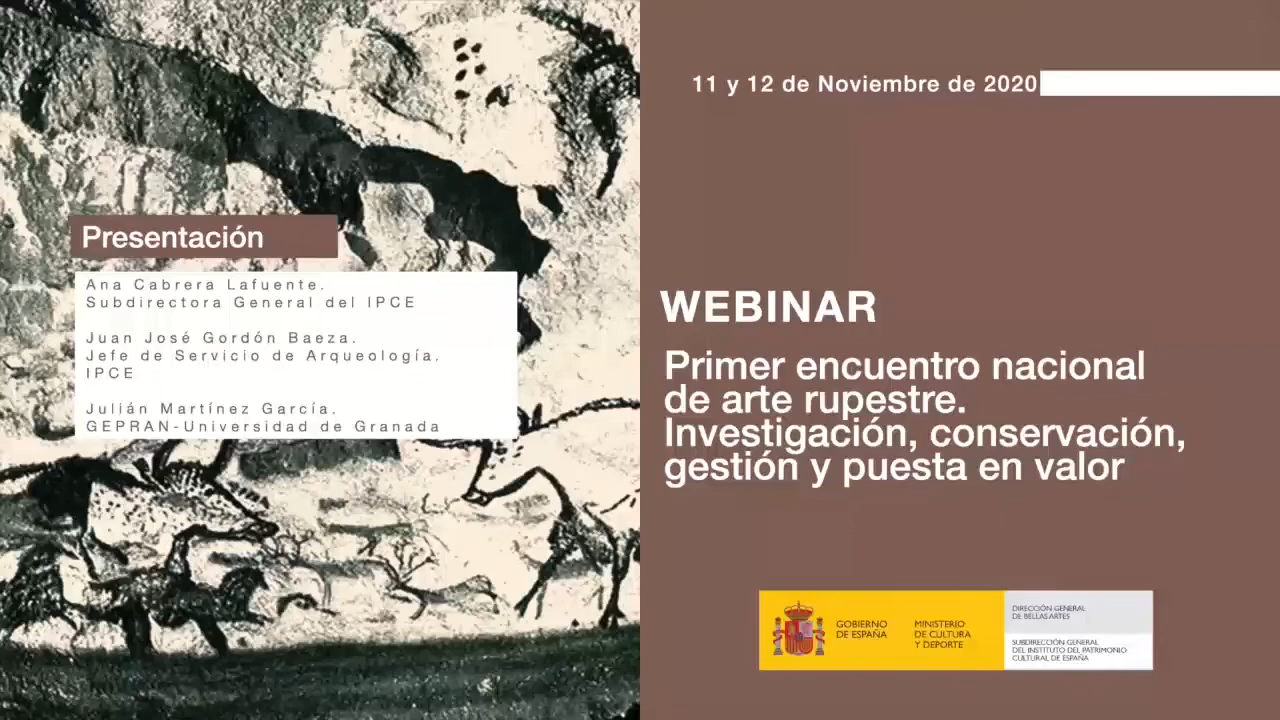 Presentación
Ana Cabrera Lafuente.
Subdirectora General del IPCE
Juan José Gordón Baeza.
Jefe de Servicio de Arqueología.
IPCE
Julián Martínez García.
GEPRAN-Universidad de Granada
11 y 12 de Noviembre de 2020
WEBINAR
Primer encuentro nacional
de arte rupestre.
Investigación, conservación,
gestión y puesta en valor
GOBIERNO
DE ESPAÑA
MINISTERIO
DE CULTURA
Y DEPORTE
DIRECCIÓN GENERAL
DE BELLAS ARTES
SUBDIRECCIÓN GENERAL
DEL INSTITUTO DEL PATRIMONIO
CULTURAL DE ESPAÑA